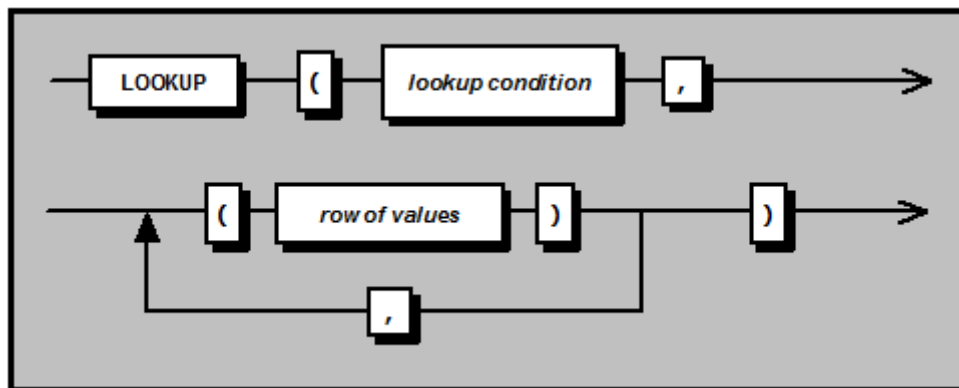 LOOKUP ( lookup condition ,
( row of values ) )
,